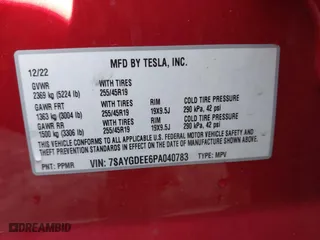 MFD BY TESLA, INC.
12/22
GVWR WITH TIRES
2369 kg (5224 lb) 255/45R19
GAWR FRT WITH TIRES RIM COLD TIRE PRESSURE
1363 kg (3004 lb) 255/45R19 19X9.5J 290 kPa, 42 psi
GAWR RR WITH TIRES RIM COLD TIRE PRESSURE
1500 kg (3306 lb) 255/45R19 19X9.5J 290 kPa, 42 psi
THIS VEHICLE CONFORMS TO ALL APPLICABLE U.S. FEDERAL MOTOR VEHICLE SAFETY AND
THEFT PREVENTION STANDARDS IN EFFECT ON THE DATE OF MANUFACTURE SHOWN ABOVE.
PNT: PPMR VIN: 7SAYGDEE6PA040783 TYPE: MPV
DREAMBID